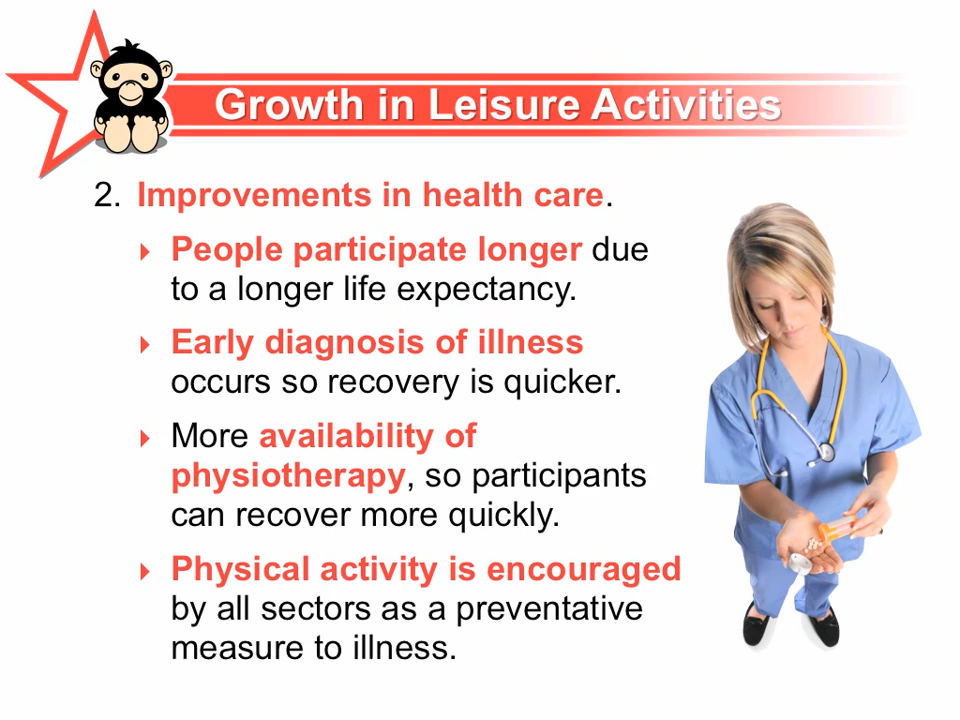 Growth in Leisure Activities
2. Improvements in health care.
People participate longer due
to a longer life expectancy.
Early diagnosis of illness
occurs so recovery is quicker.
More availability of
physiotherapy, so participants
can recover more quickly.
Physical activity is encouraged
by all sectors as a preventative
measure to illness.